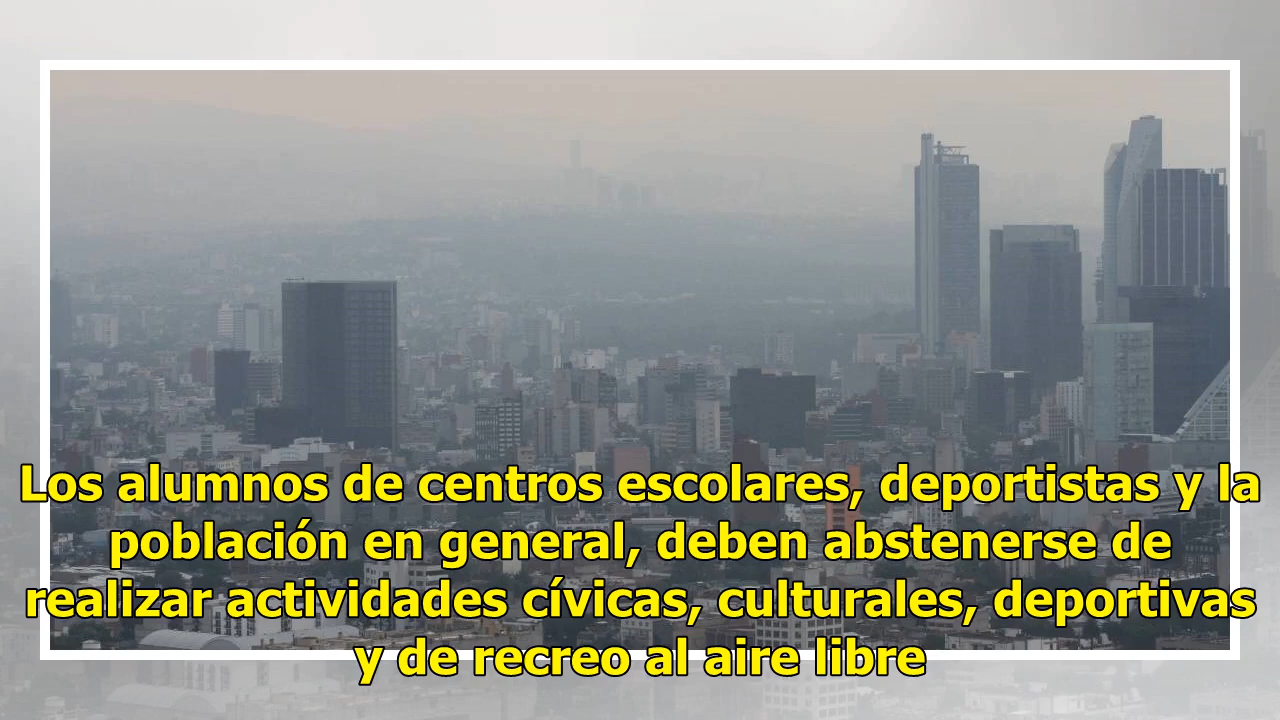 Los alumnos de centros escolares, deportistas y la
población en general, deben abstenerse de
realizar actividades cívicas, culturales, deportivas
y de recreo al aire libre